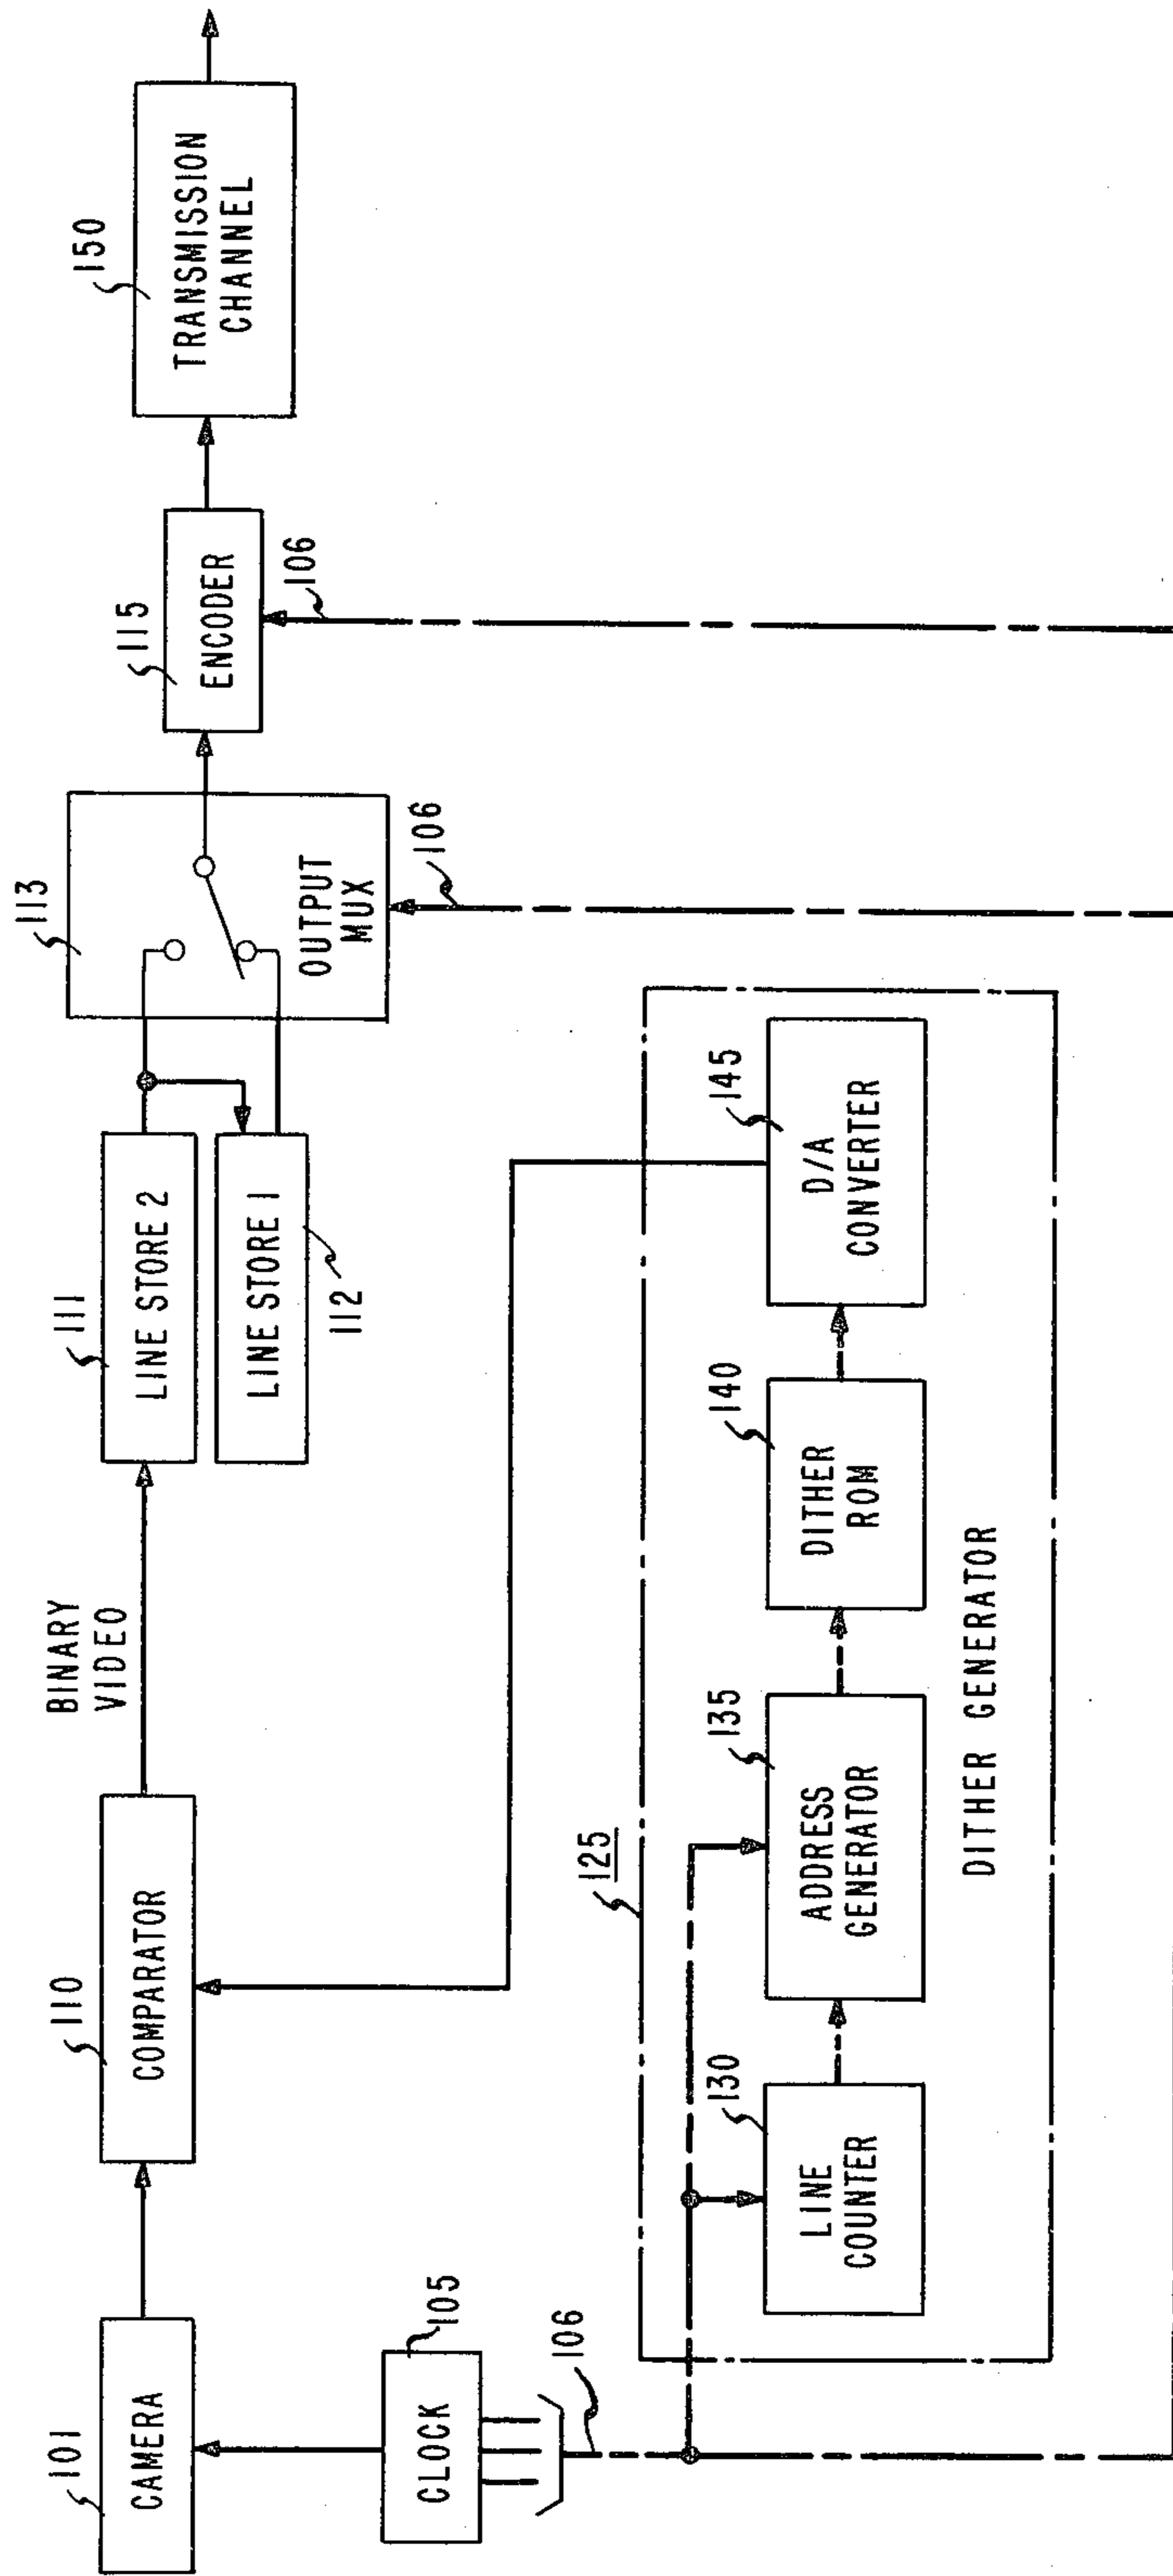 101
CAMERA
110
COMPARATOR
BINARY
VIDEO
111
LINE STORE 2
LINE STORE 1
112
113
OUTPUT
MUX
106
115
ENCODER
106
150
TRANSMISSION
CHANNEL
105
CLOCK
106
125
130
LINE
COUNTER
135
ADDRESS
GENERATOR
140
DITHER
ROM
145
D/A
CONVERTER
DITHER GENERATOR